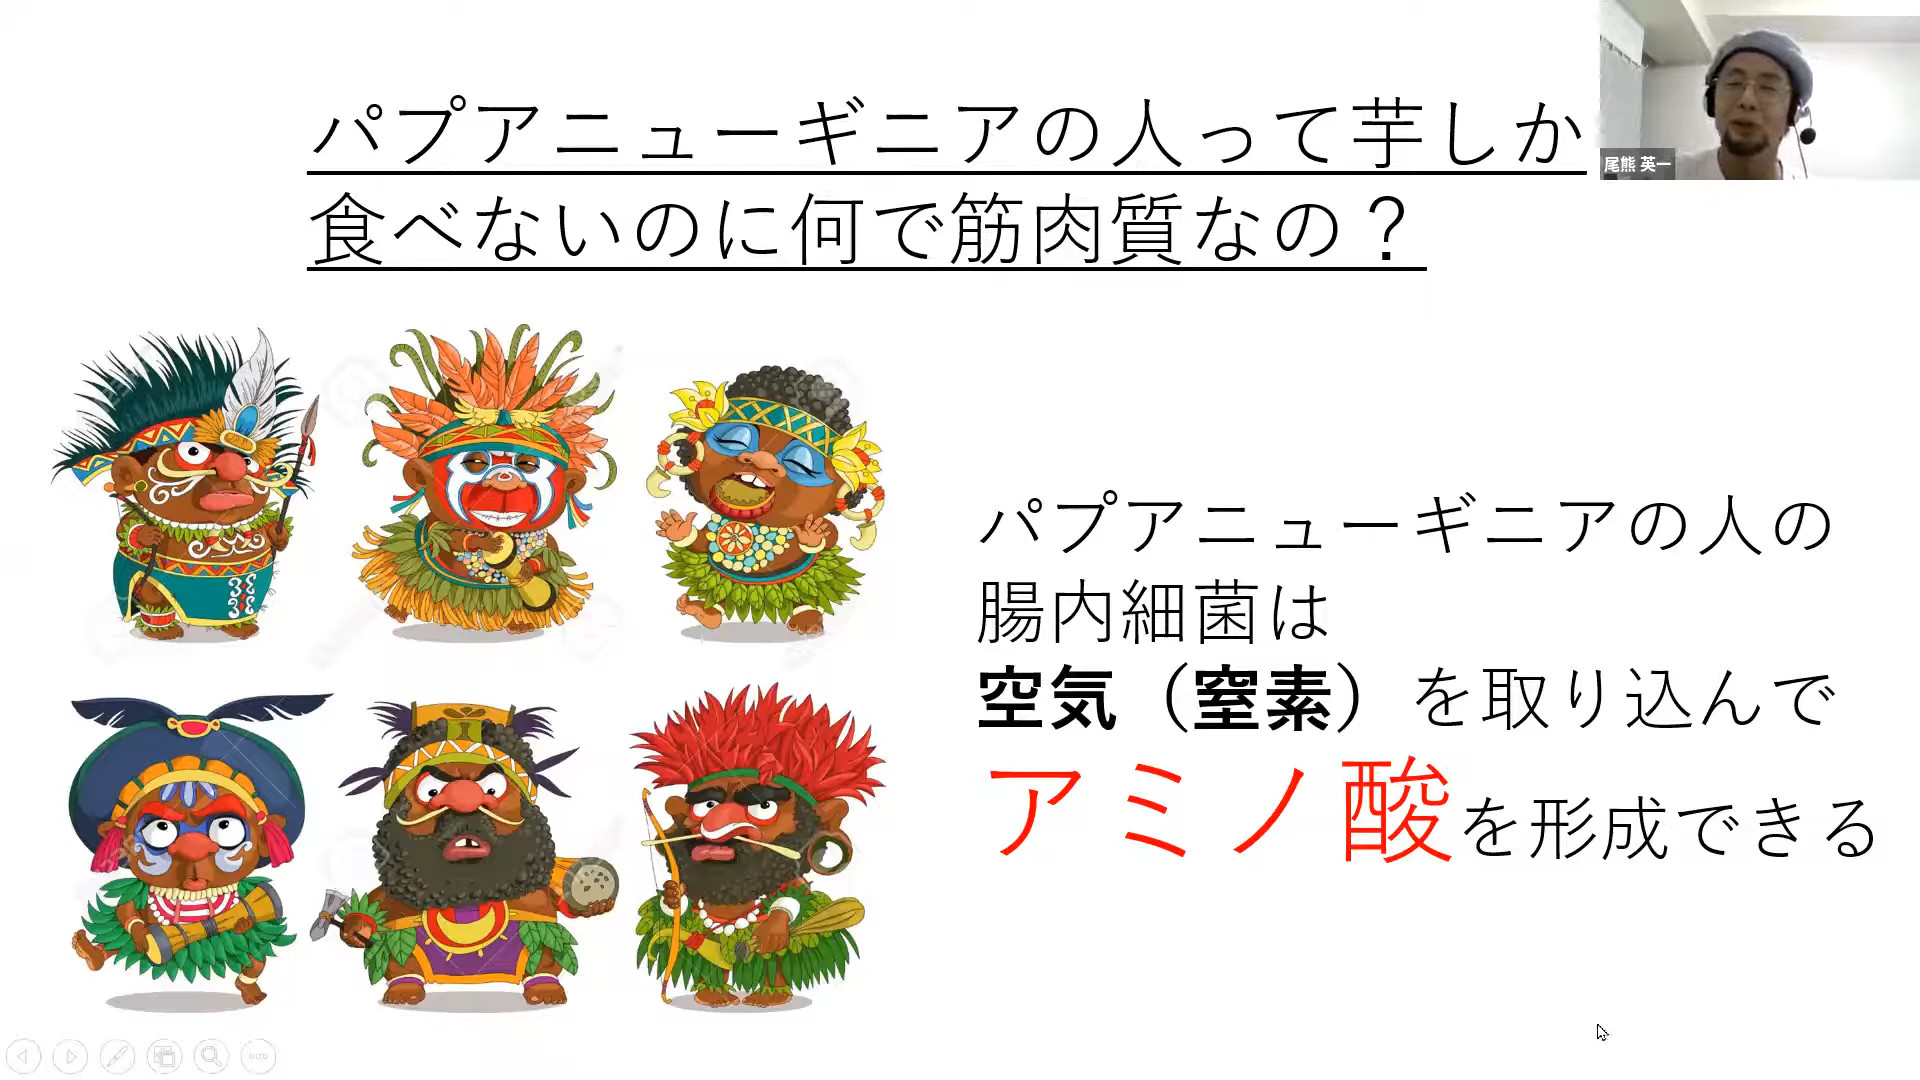 パプアニューギニアの人って芋しか
食べないのに何で筋肉質なの？
尾熊 英一
パプアニューギニアの人の
腸内細菌は
空気（窒素）を取り込んで
アミノ酸を形成できる